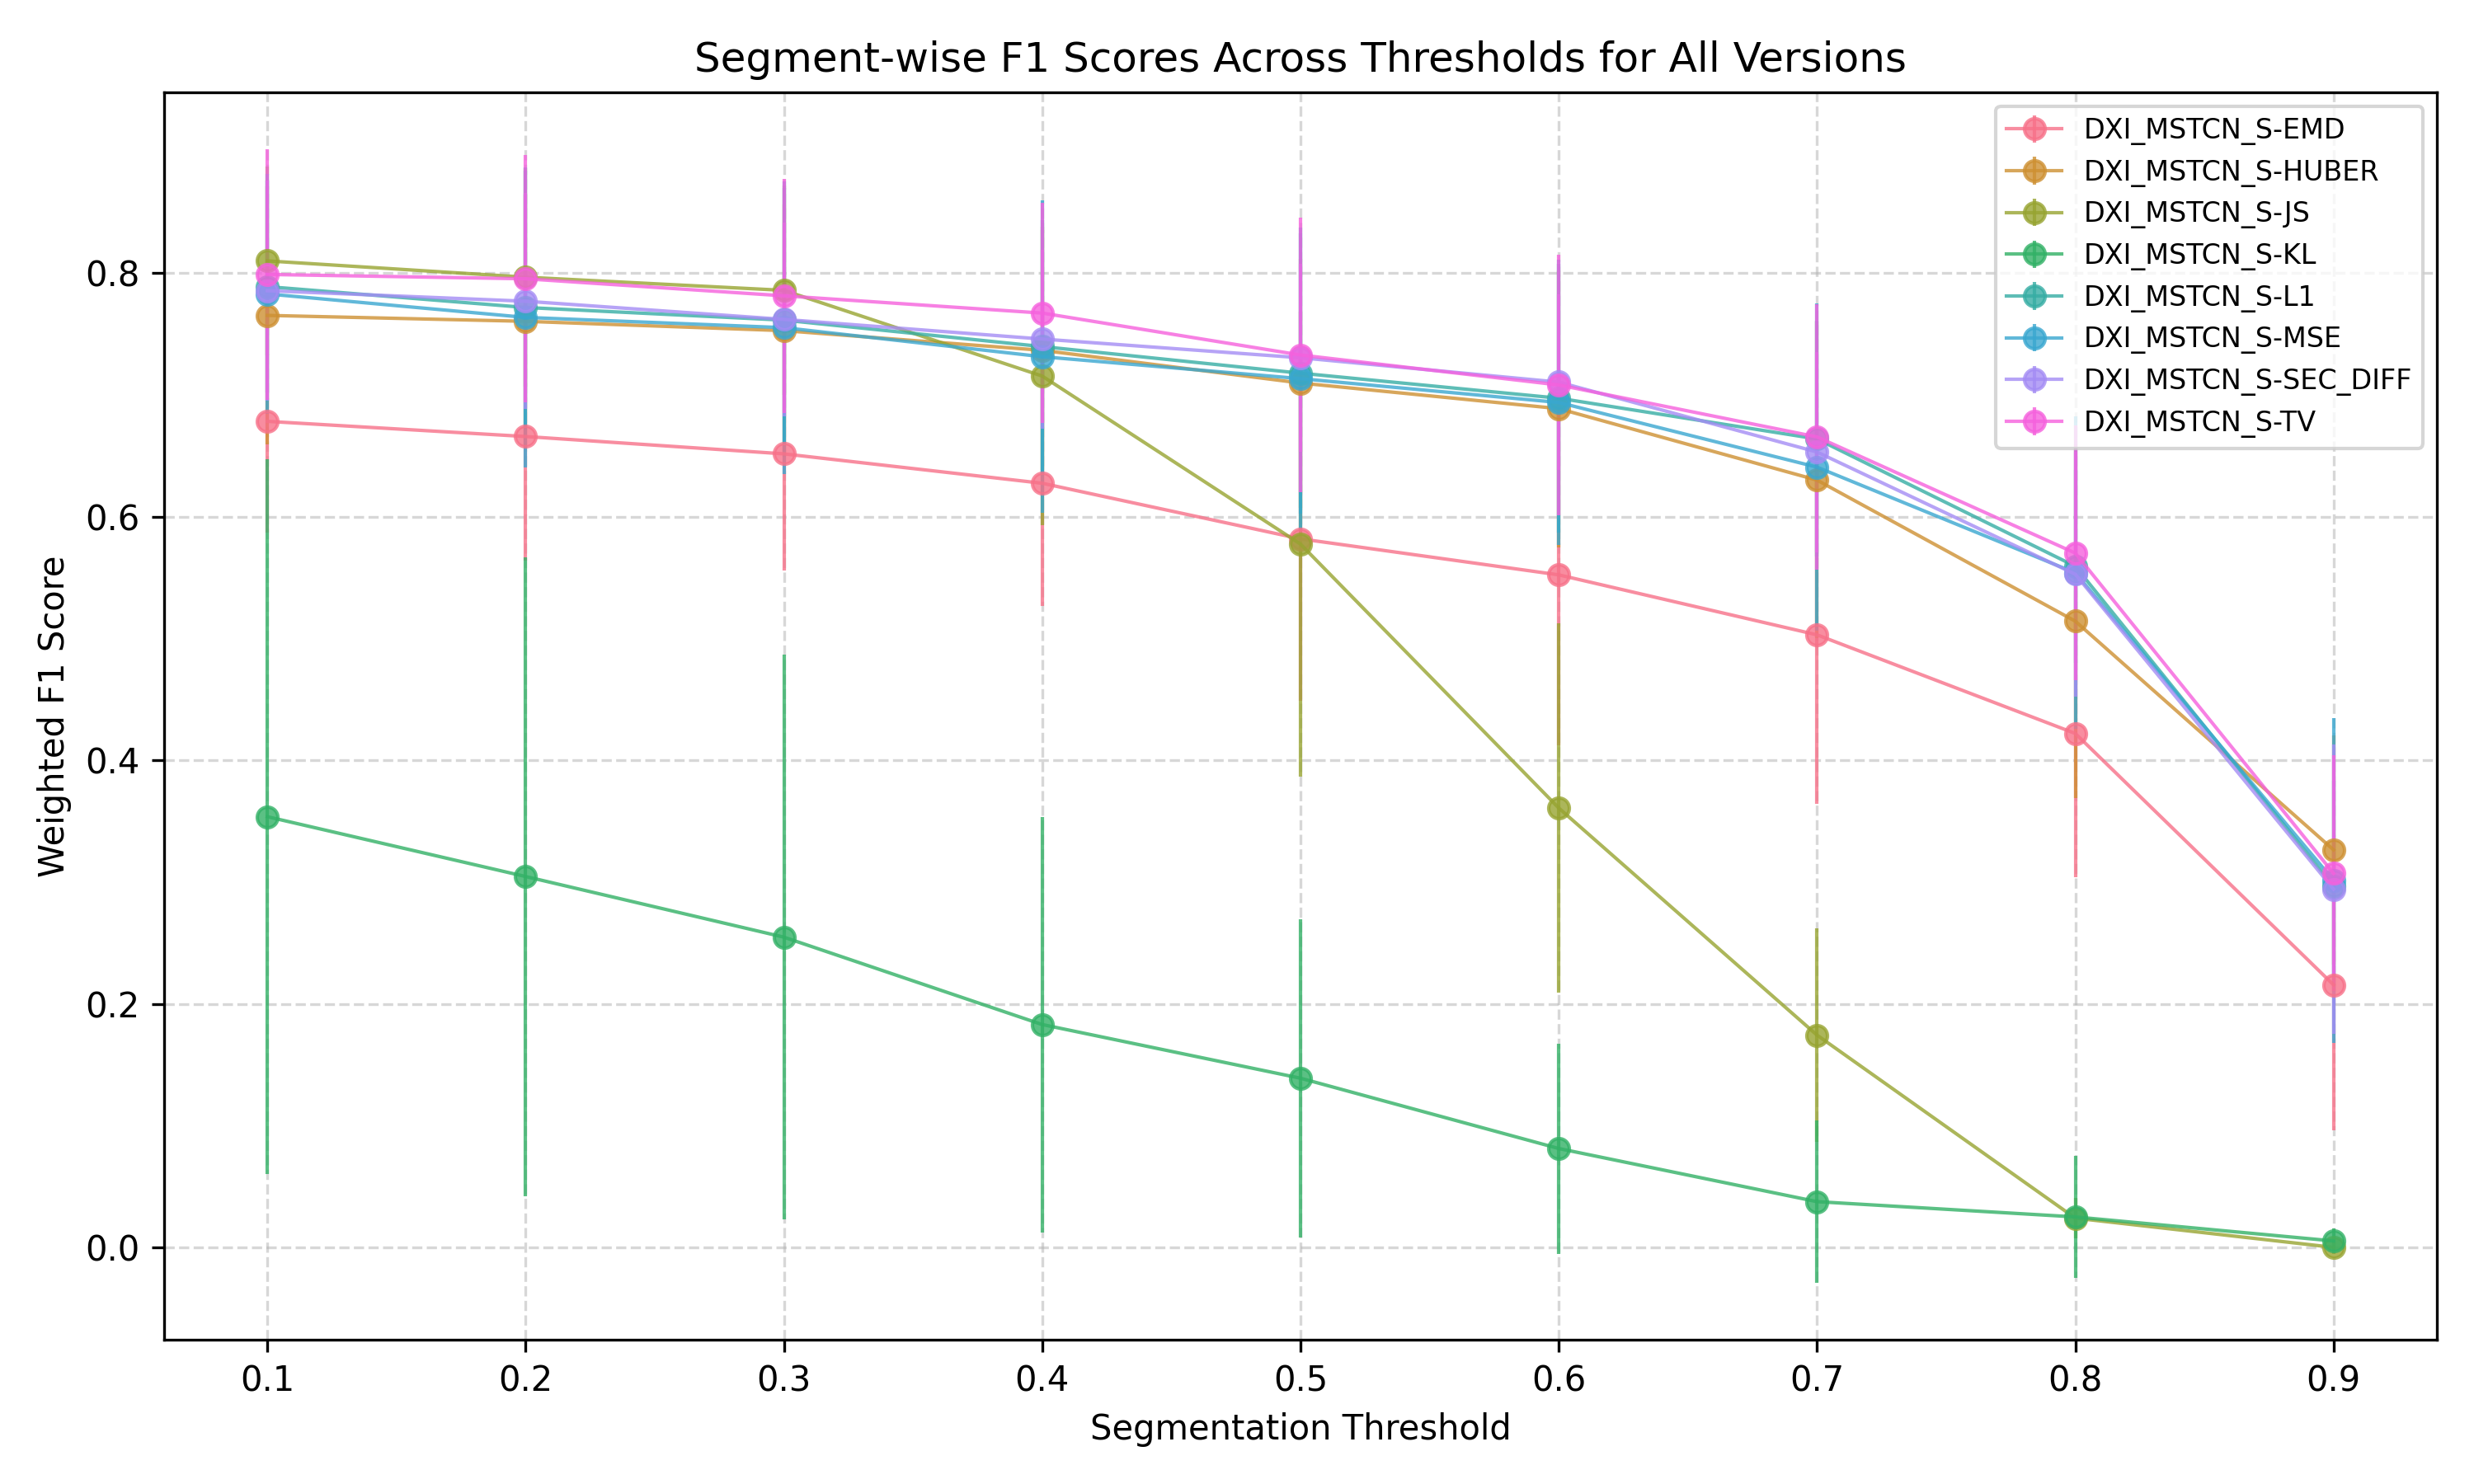 Segment-wise F1 Scores Across Thresholds for All Versions
DXI_MSTCN_S-EMD
DXI_MSTCN_S-HUBER
DXI_MSTCN_S-JS
DXI_MSTCN_S-KL
DXI_MSTCN_S-L1
DXI_MSTCN_S-MSE
DXI_MSTCN_S-SEC_DIFF
DXI_MSTCN_S-TV
Weighted F1 Score
0.8
0.6
0.4
0.2
0.0
0.1 0.2 0.3 0.4 0.5 0.6 0.7 0.8 0.9
Segmentation Threshold